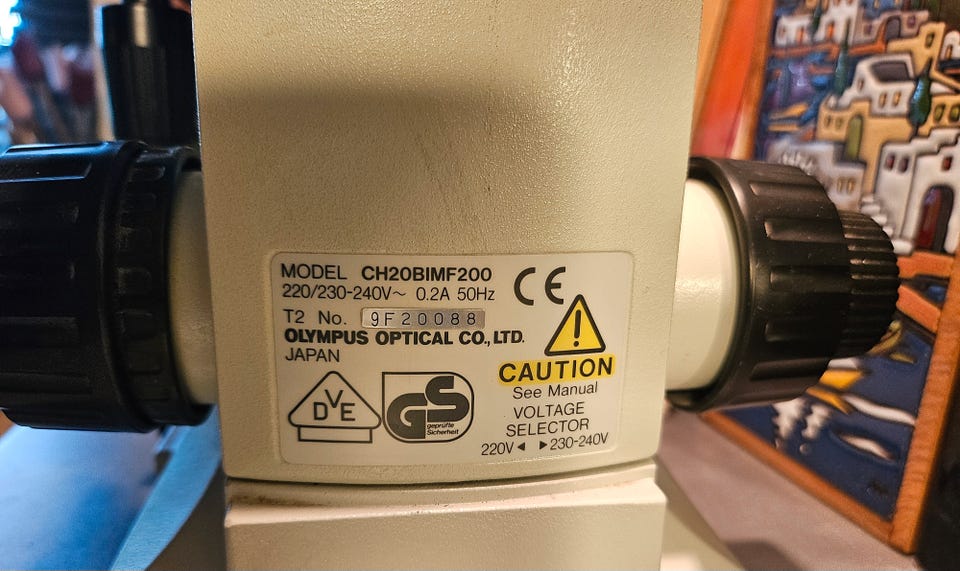 MODEL CH20BIMF200
220/230-240V~ 0.2A 50Hz
T2 No. 9F20088
OLYMPUS OPTICAL CO., LTD.
JAPAN
CE
CAUTION
See Manual
VOLTAGE
SELECTOR
220V◄ ►230-240V
DVE
GS
geprüfte
Sicherheit